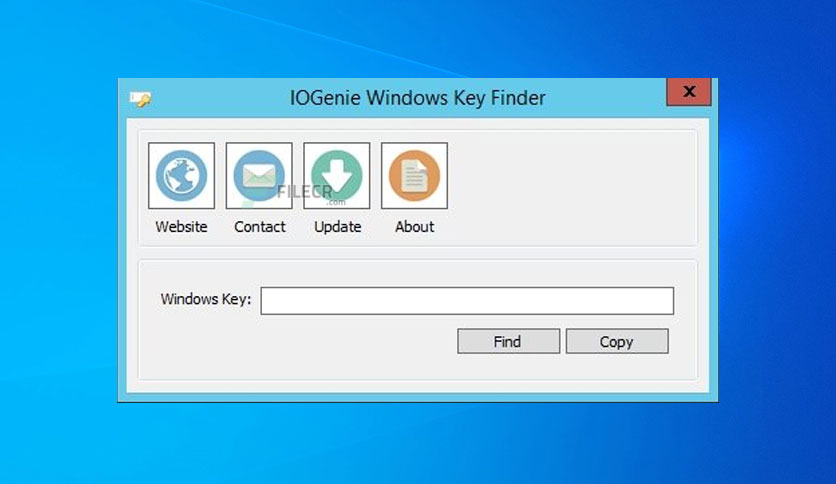 IOGenie Windows Key Finder
x
FILECR
.com
Website Contact Update About
Windows Key:
Find Copy